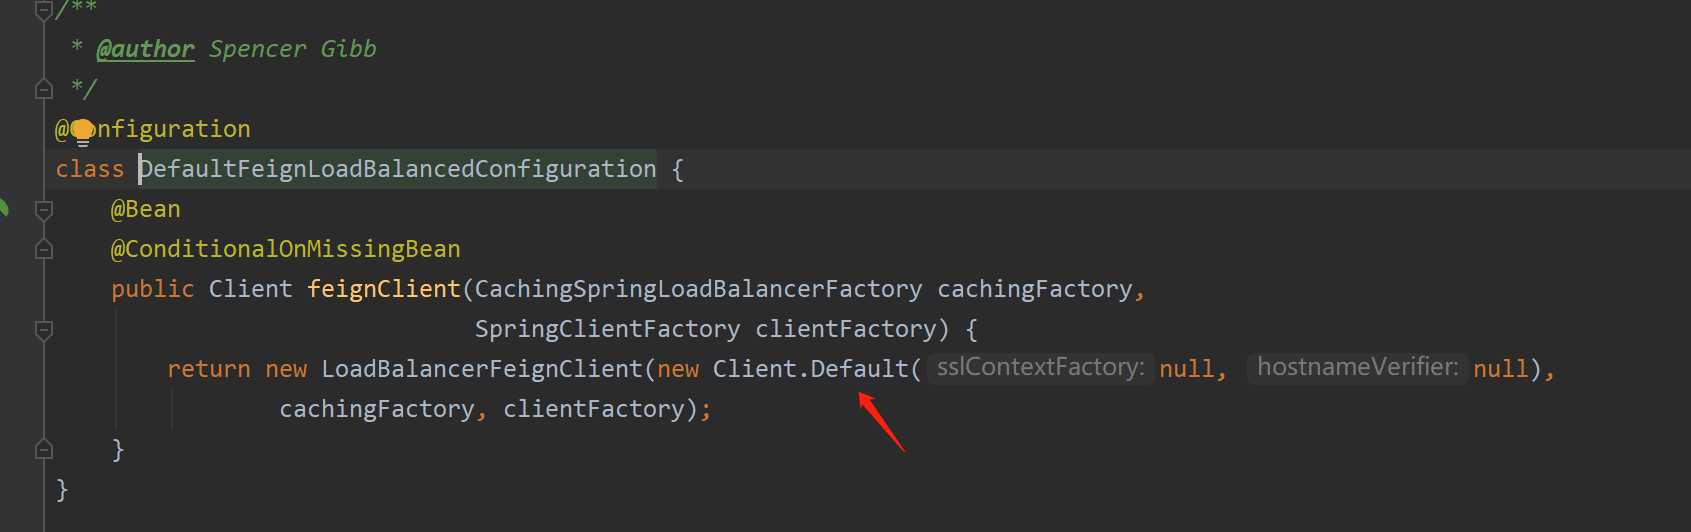 /**
* @author Spencer Gibb
*/
@Configuration
class DefaultFeignLoadBalancedConfiguration {
@Bean
@ConditionalOnMissingBean
public Client feignClient(CachingSpringLoadBalancerFactory cachingFactory,
SpringClientFactory clientFactory) {
return new LoadBalancerFeignClient(new Client.Default( sslContextFactory: null, hostnameVerifier: null),
cachingFactory, clientFactory);
}
}